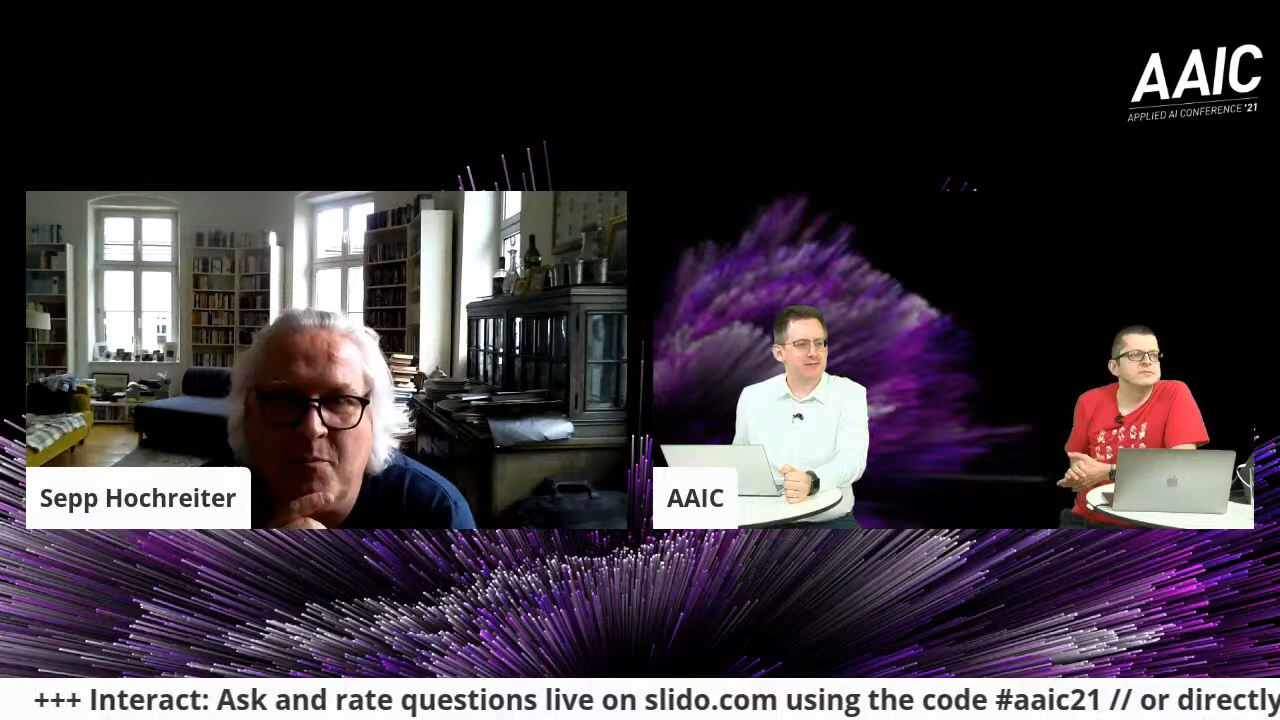 AAIC
APPLIED AI CONFERENCE '21
Sepp Hochreiter
AAIC
+++ Interact: Ask and rate questions live on slido.com using the code #aaic21 // or directly